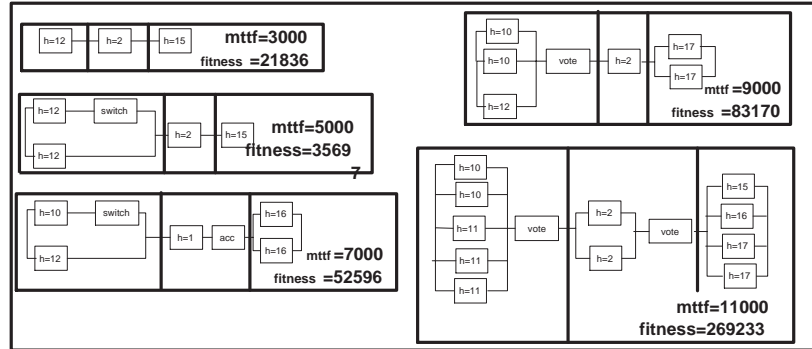 h=12 h=2 h=15
mttf=3000
fitness =21836
h=12 switch
h=12
h=2 h=15
mttf=5000
fitness=3569
7
h=10 switch
h=12
h=1 acc
h=16
h=16
mttf=7000
fitness =52596
h=10
h=10
h=12
vote h=2
h=17
h=17
mttf=9000
fitness =83170
h=10
h=10
h=11
h=11
h=11
vote
h=2
h=2
vote
h=15
h=16
h=17
h=17
mttf=11000
fitness=269233